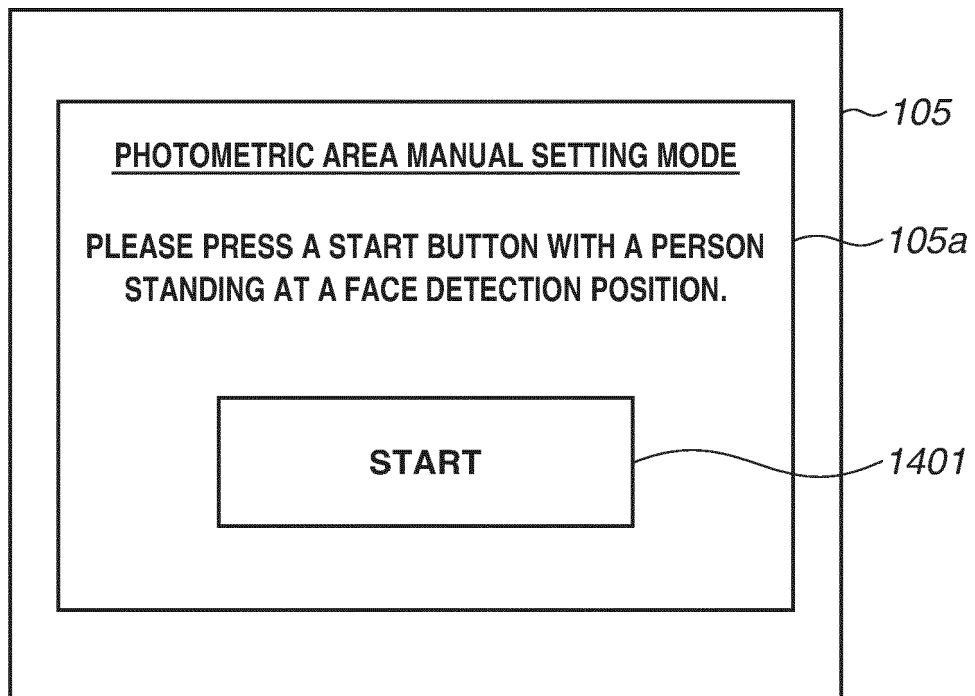 PHOTOMETRIC AREA MANUAL SETTING MODE
PLEASE PRESS A START BUTTON WITH A PERSON
STANDING AT A FACE DETECTION POSITION.
START
105
105a
1401